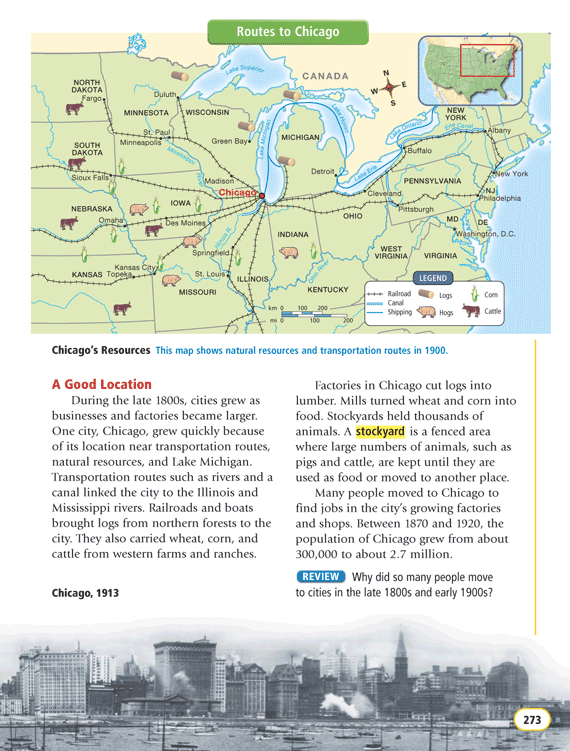 Routes to Chicago
CANADA
Lake Superior
N
W E
S
NORTH
DAKOTA
Fargo
Duluth
MINNESOTA
WISCONSIN
St. Paul
Minneapolis
Mississippi River
Green Bay
Lake Michigan
Lake Huron
MICHIGAN
Lake Ontario
NEW
YORK
Erie Canal
Albany
Buffalo
SOUTH
DAKOTA
Sioux Falls
Madison
Chicago
Detroit
Lake Erie
Cleveland
PENNSYLVANIA
New York
NJ
Philadelphia
Pittsburgh
NEBRASKA
Omaha
IOWA
Des Moines
OHIO
MD
DE
Washington, D.C.
INDIANA
Springfield
WEST
VIRGINIA
VIRGINIA
Kansas City
KANSAS
Topeka
St. Louis
ILLINOIS
MISSOURI
KENTUCKY
km 0 100 200
mi 0 100 200
LEGEND
Railroad
Canal
Shipping
Logs
Hogs
Corn
Cattle
Chicago’s Resources This map shows natural resources and transportation routes in 1900.
A Good Location
During the late 1800s, cities grew as
businesses and factories became larger.
One city, Chicago, grew quickly because
of its location near transportation routes,
natural resources, and Lake Michigan.
Transportation routes such as rivers and a
canal linked the city to the Illinois and
Mississippi rivers. Railroads and boats
brought logs from northern forests to the
city. They also carried wheat, corn, and
cattle from western farms and ranches.
Chicago, 1913
Factories in Chicago cut logs into
lumber. Mills turned wheat and corn into
food. Stockyards held thousands of
animals. A stockyard is a fenced area
where large numbers of animals, such as
pigs and cattle, are kept until they are
used as food or moved to another place.
Many people moved to Chicago to
find jobs in the city’s growing factories
and shops. Between 1870 and 1920, the
population of Chicago grew from about
300,000 to about 2.7 million.
REVIEW Why did so many people move
to cities in the late 1800s and early 1900s?
273